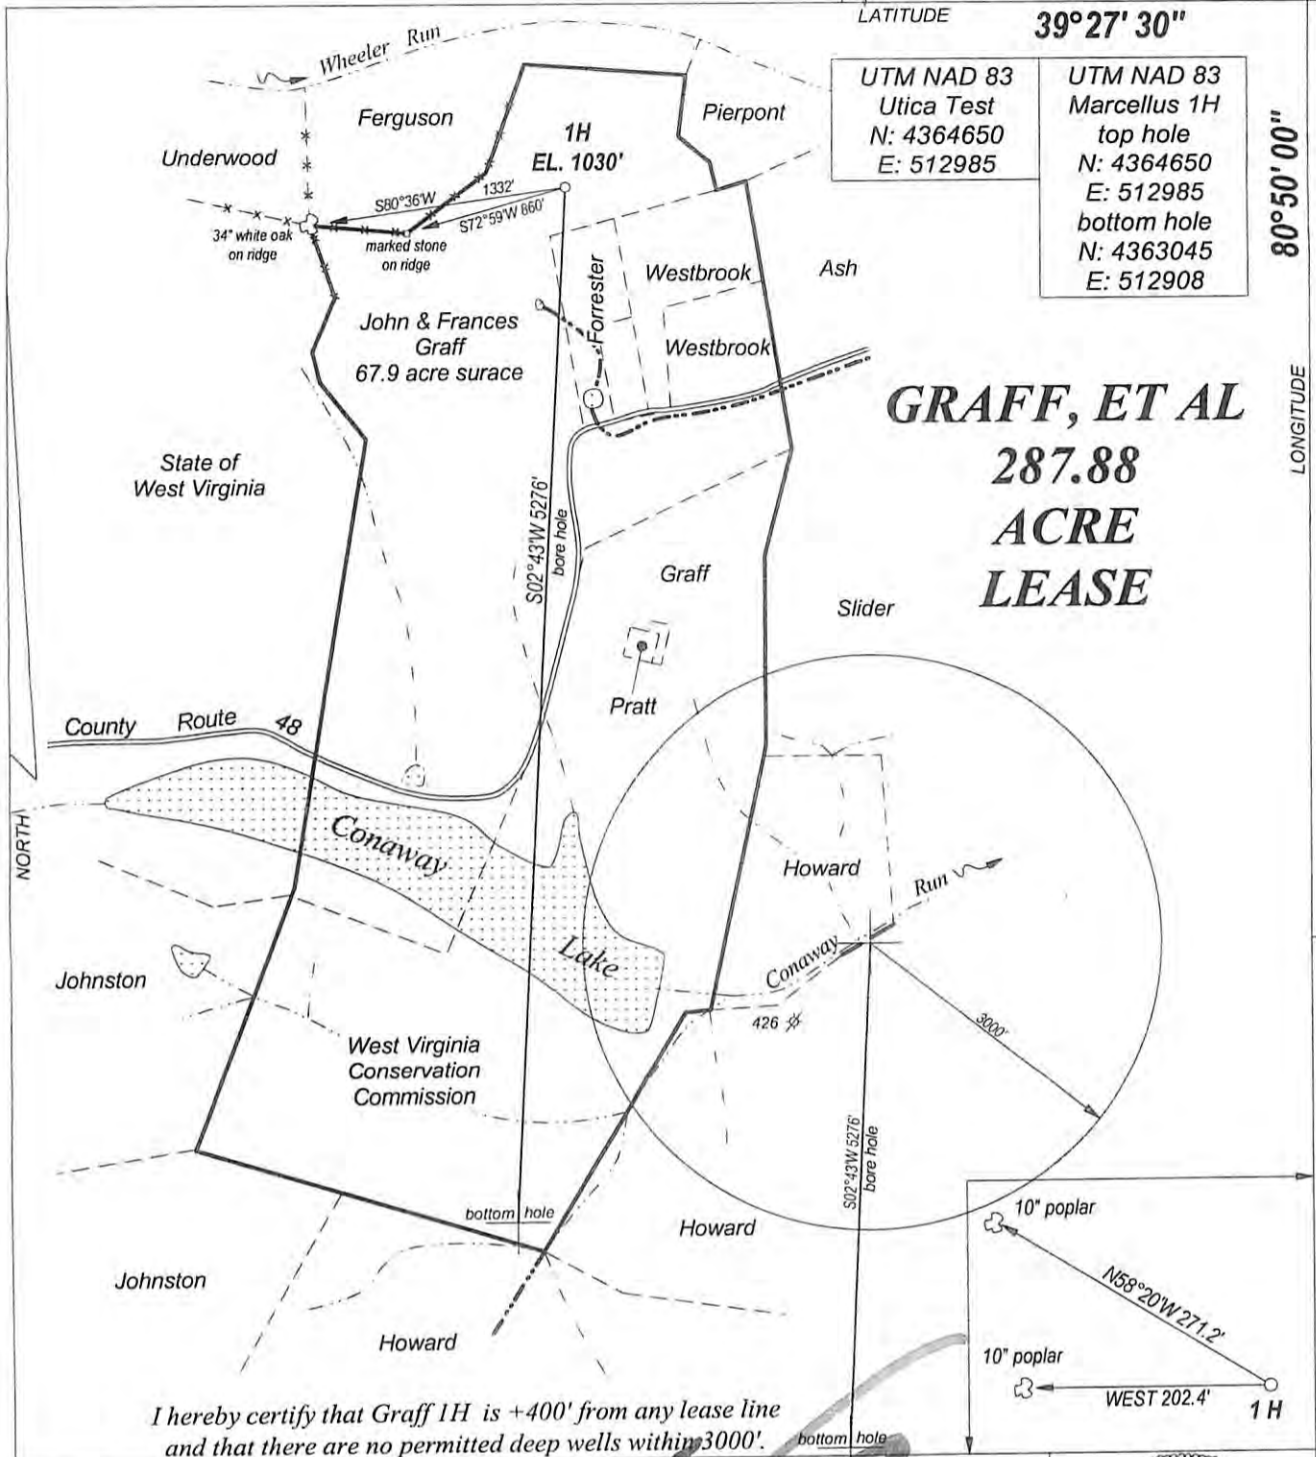 LATITUDE
39°27' 30"
UTM NAD 83
Utica Test
N: 4364650
E: 512985
UTM NAD 83
Marcellus 1H
top hole
N: 4364650
E: 512985
bottom hole
N: 4363045
E: 512908
80°50' 00"
LONGITUDE
Wheeler Run
Ferguson
Pierpont
Underwood
1H
EL. 1030'
S80°36'W 1332'
S72°59'W 860'
34" white oak
on ridge
marked stone
on ridge
Forrester
Westbrook
Ash
Westbrook
John & Frances
Graff
67.9 acre surace
GRAFF, ET AL
287.88
ACRE
LEASE
State of
West Virginia
S02°43'W 5276'
bore hole
Graff
Slider
Pratt
County Route 48
NORTH
Conaway
Lake
Howard
Conaway Run
Johnston
426
3000'
West Virginia
Conservation
Commission
S02°43'W 5276'
bore hole
bottom hole
Howard
10" poplar
N58°20'W 271.2'
Johnston
Howard
10" poplar
WEST 202.4'
1 H
I hereby certify that Graff 1H is +400' from any lease line
and that there are no permitted deep wells within 3000'.
bottom hole